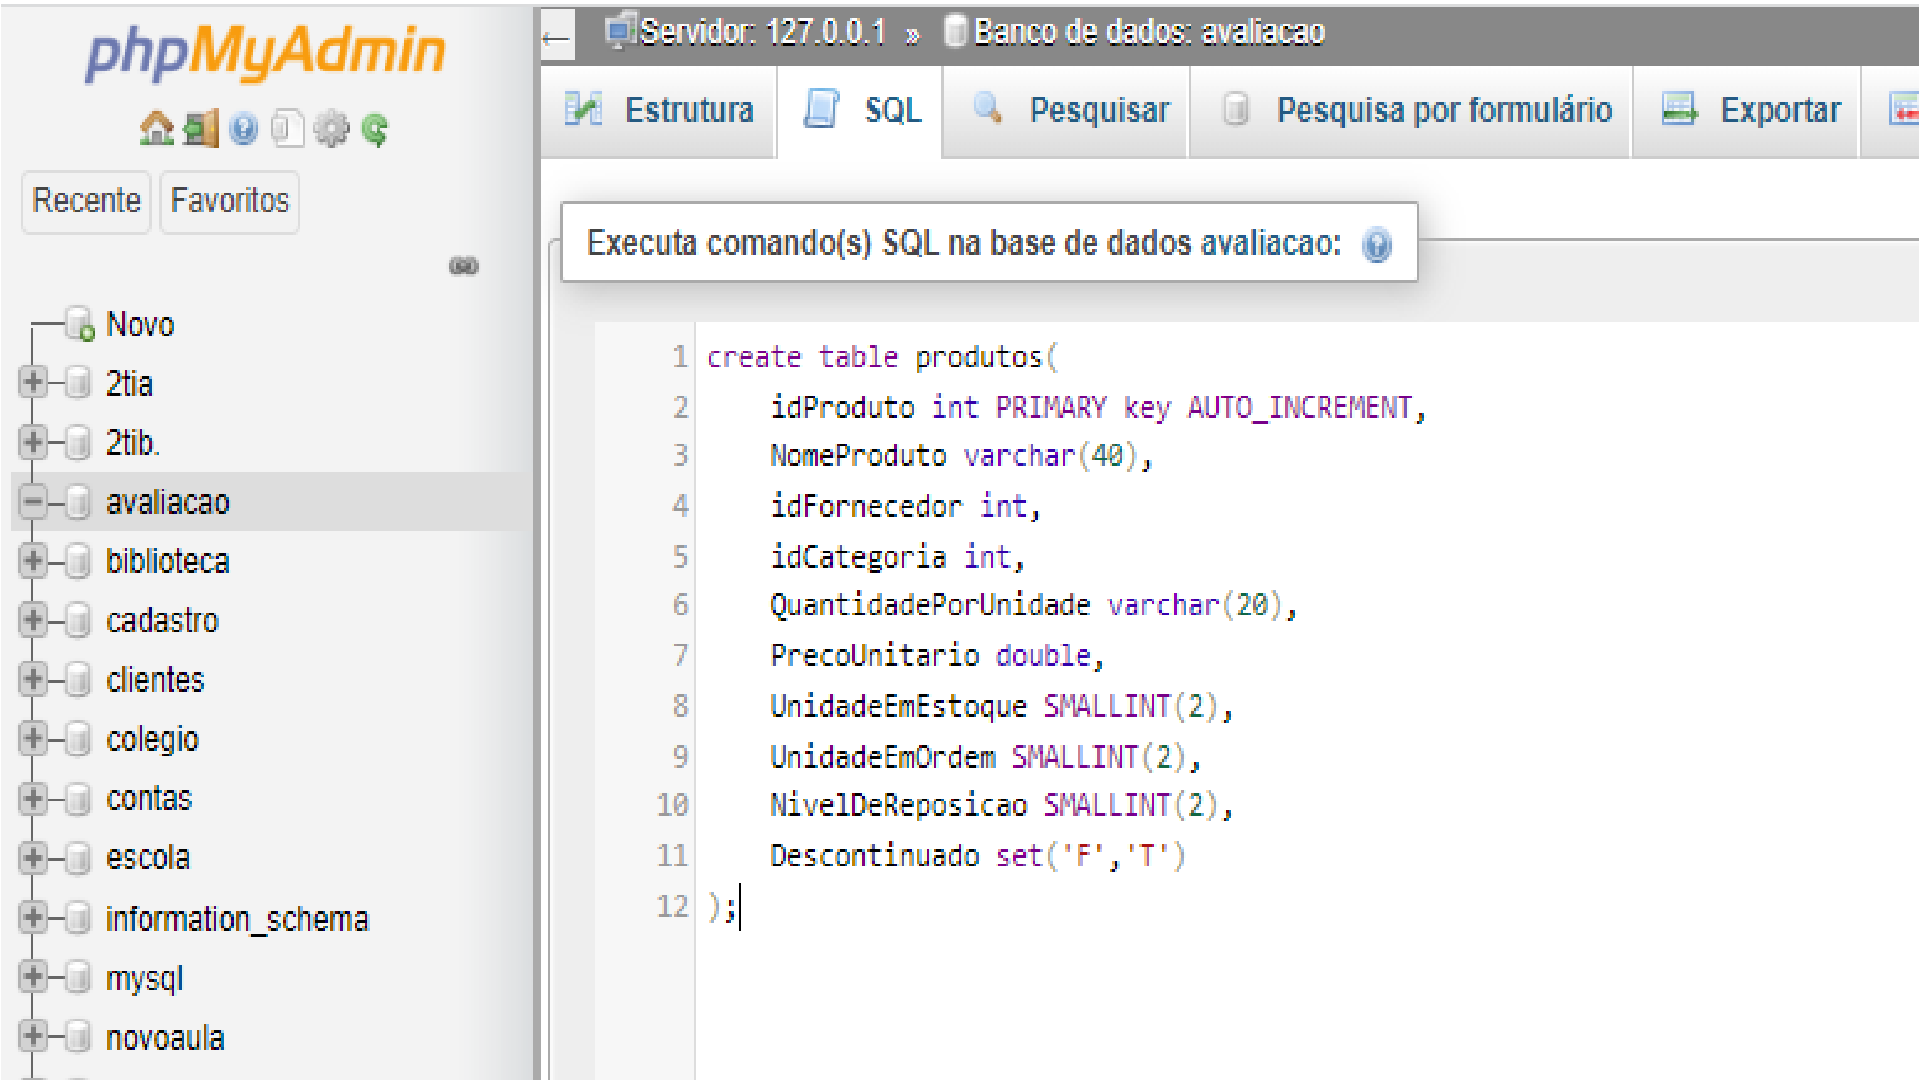 phpMyAdmin
Recente Favoritos
Novo
2tia
2tib.
avaliacao
biblioteca
cadastro
clientes
colegio
contas
escola
information_schema
mysql
novoaula
← Servidor: 127.0.0.1 » Banco de dados: avaliacao
Estrutura SQL Pesquisar Pesquisa por formulário Exportar
Executa comando(s) SQL na base de dados avaliacao:
1 create table produtos(
2 idProduto int PRIMARY key AUTO_INCREMENT,
3 NomeProduto varchar(40),
4 idFornecedor int,
5 idCategoria int,
6 QuantidadePorUnidade varchar(20),
7 PrecoUnitario double,
8 UnidadeEmEstoque SMALLINT(2),
9 UnidadeEmOrdem SMALLINT(2),
10 NivelDeReposicao SMALLINT(2),
11 Descontinuado set('F','T')
12 );